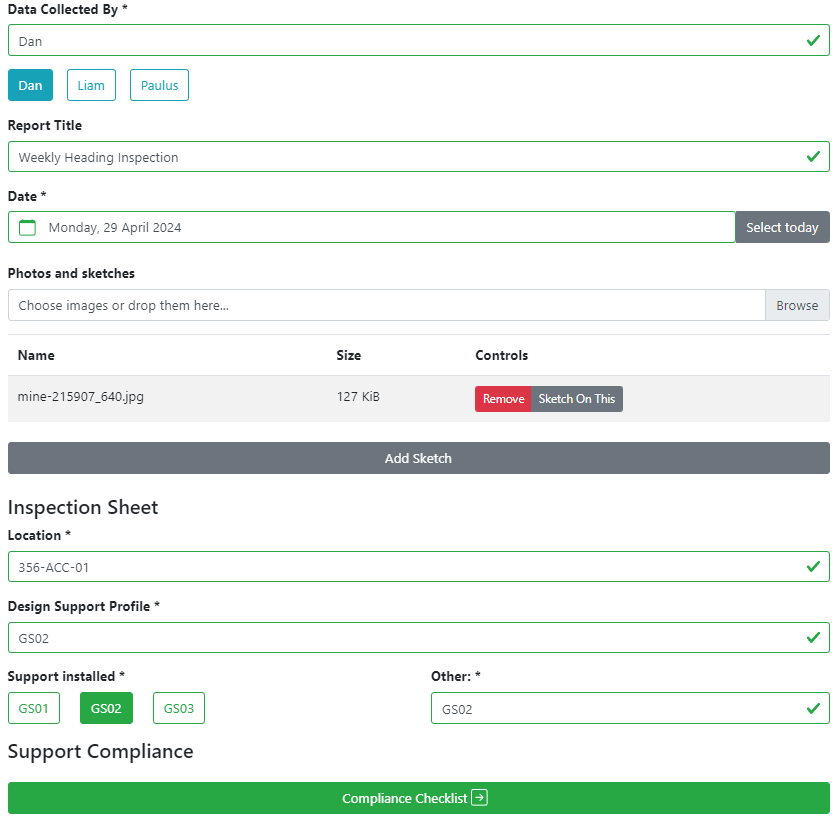 Data Collected By *
Dan
Dan Liam Paulus
Report Title
Weekly Heading Inspection
Date *
Monday, 29 April 2024 Select today
Photos and sketches
Choose images or drop them here... Browse
Name Size Controls
mine-215907_640.jpg 127 KiB Remove Sketch On This
Add Sketch
Inspection Sheet
Location *
356-ACC-01
Design Support Profile *
GS02
Support installed * Other: *
GS01 GS02 GS03 GS02
Support Compliance
Compliance Checklist